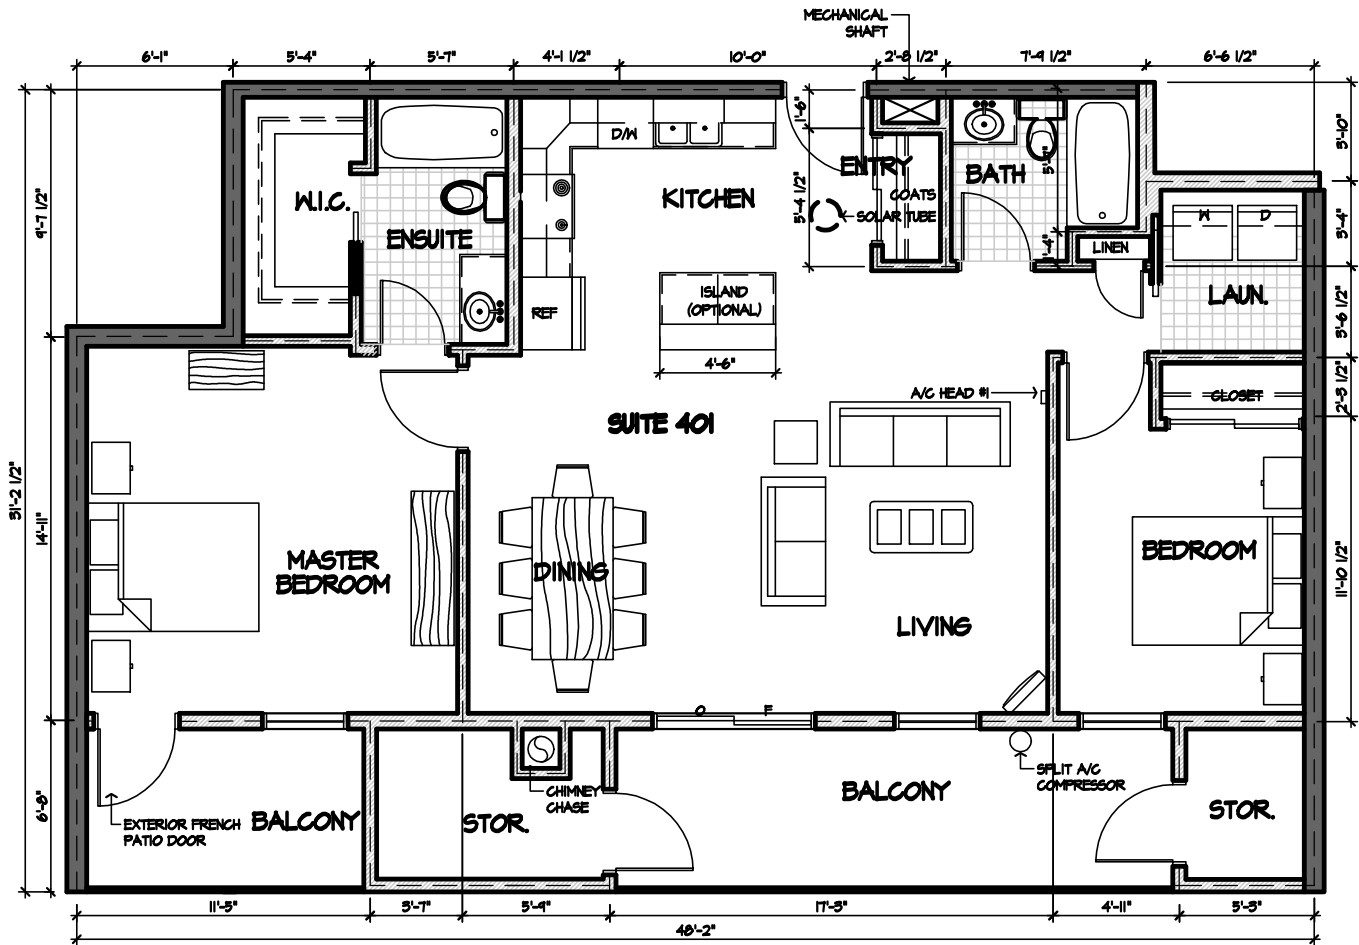 MECHANICAL
SHAFT
6'-1"
5'-4"
5'-7"
4'-1 1/2"
10'-0"
2'-8 1/2"
7'-9 1/2"
6'-6 1/2"
1'-6"
3'-10"
D/W
ENTRY
BATH
W.I.C.
KITCHEN
COATS
SOLAR TUBE
5'-4 1/2"
W
D
3'-4"
9'-7 1/2"
ENSUITE
LINEN
LAUN.
REF
ISLAND
(OPTIONAL)
4'-6"
3'-6 1/2"
A/C HEAD #1
CLOSET
2'-3 1/2"
SUITE 401
31'-2 1/2"
14'-11"
MASTER
BEDROOM
DINING
BEDROOM
11'-10 1/2"
LIVING
O
F
CHIMNEY
CHASE
SPLIT A/C
COMPRESSOR
6'-8"
EXTERIOR FRENCH
PATIO DOOR
BALCONY
STOR.
BALCONY
STOR.
11'-5"
3'-7"
5'-9"
17'-3"
4'-11"
5'-3"
48'-2"